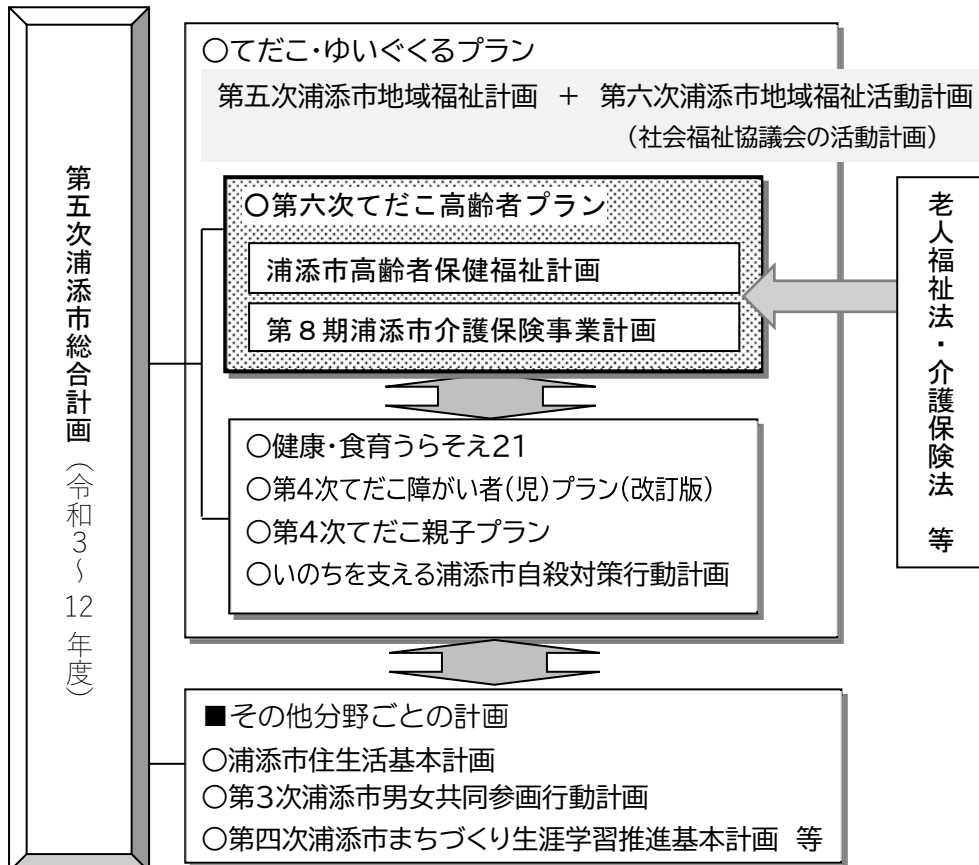 第五次浦添市総合計画（令和3～12年度）
○てだこ・ゆいぐくるプラン
第五次浦添市地域福祉計画 + 第六次浦添市地域福祉活動計画
（社会福祉協議会の活動計画）
○第六次てだこ高齢者プラン
浦添市高齢者保健福祉計画
第８期浦添市介護保険事業計画
老人福祉法・介護保険法 等
○健康・食育うらそえ21
○第4次てだこ障がい者(児)プラン(改訂版)
○第4次てだこ親子プラン
○いのちを支える浦添市自殺対策行動計画
■その他分野ごとの計画
○浦添市住生活基本計画
○第3次浦添市男女共同参画行動計画
○第四次浦添市まちづくり生涯学習推進基本計画 等